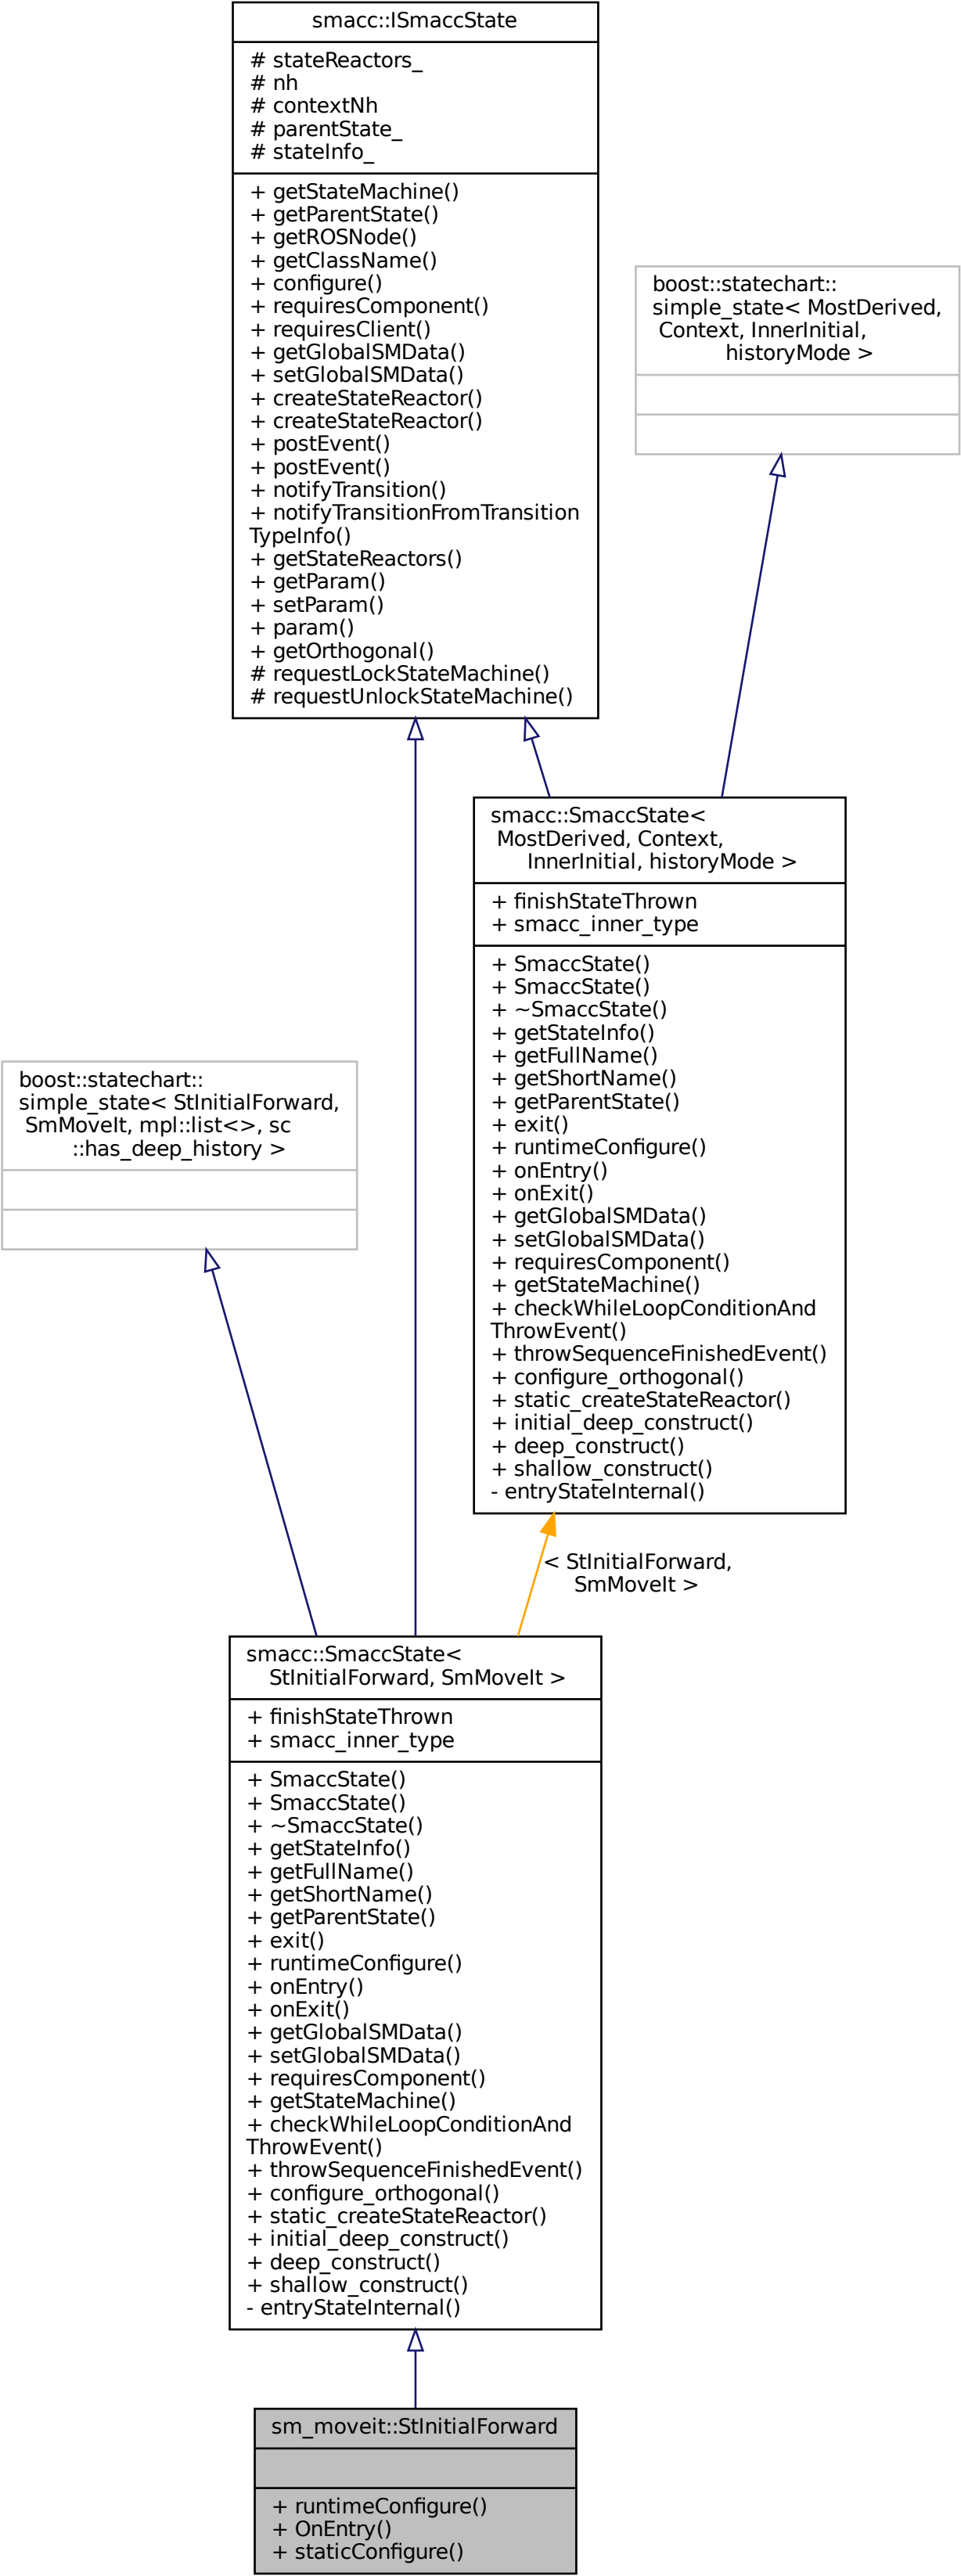 smacc::ISmaccState
# stateReactors_
# nh
# contextNh
# parentState_
# stateInfo_
+ getStateMachine()
+ getParentState()
+ getROSNode()
+ getClassName()
+ configure()
+ requiresComponent()
+ requiresClient()
+ getGlobalSMData()
+ setGlobalSMData()
+ createStateReactor()
+ createStateReactor()
+ postEvent()
+ postEvent()
+ notifyTransition()
+ notifyTransitionFromTransition
TypeInfo()
+ getStateReactors()
+ getParam()
+ setParam()
+ param()
+ getOrthogonal()
# requestLockStateMachine()
# requestUnlockStateMachine()
boost::statechart::
simple_state< MostDerived,
Context, InnerInitial,
historyMode >
smacc::SmaccState<
MostDerived, Context,
InnerInitial, historyMode >
+ finishStateThrown
+ smacc_inner_type
+ SmaccState()
+ SmaccState()
+ ~SmaccState()
+ getStateInfo()
+ getFullName()
+ getShortName()
+ getParentState()
+ exit()
+ runtimeConfigure()
+ onEntry()
+ onExit()
+ getGlobalSMData()
+ setGlobalSMData()
+ requiresComponent()
+ getStateMachine()
+ checkWhileLoopConditionAnd
ThrowEvent()
+ throwSequenceFinishedEvent()
+ configure_orthogonal()
+ static_createStateReactor()
+ initial_deep_construct()
+ deep_construct()
+ shallow_construct()
- entryStateInternal()
boost::statechart::
simple_state< StInitialForward,
SmMoveIt, mpl::list<>, sc
::has_deep_history >
< StInitialForward,
SmMoveIt >
smacc::SmaccState<
StInitialForward, SmMoveIt >
+ finishStateThrown
+ smacc_inner_type
+ SmaccState()
+ SmaccState()
+ ~SmaccState()
+ getStateInfo()
+ getFullName()
+ getShortName()
+ getParentState()
+ exit()
+ runtimeConfigure()
+ onEntry()
+ onExit()
+ getGlobalSMData()
+ setGlobalSMData()
+ requiresComponent()
+ getStateMachine()
+ checkWhileLoopConditionAnd
ThrowEvent()
+ throwSequenceFinishedEvent()
+ configure_orthogonal()
+ static_createStateReactor()
+ initial_deep_construct()
+ deep_construct()
+ shallow_construct()
- entryStateInternal()
sm_moveit::StInitialForward
+ runtimeConfigure()
+ OnEntry()
+ staticConfigure()